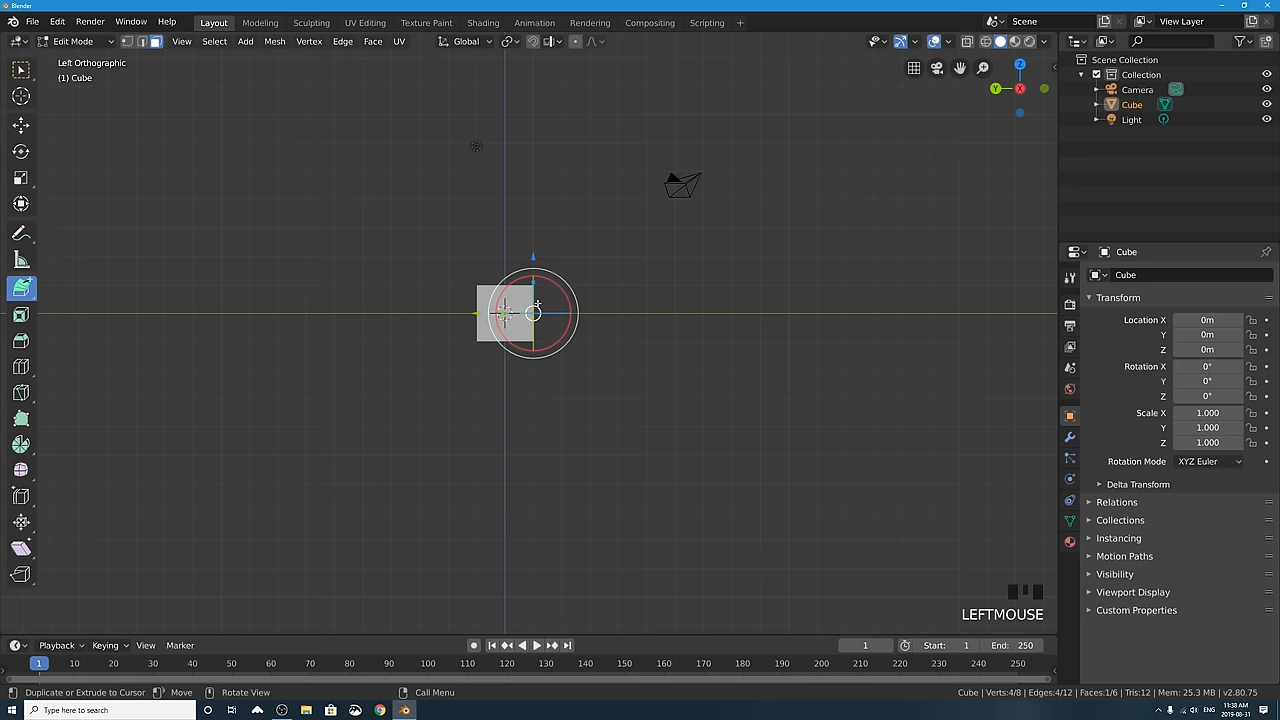 Blender
File Edit Render Window Help Layout Modeling Sculpting UV Editing Texture Paint Shading Animation Rendering Compositing Scripting + Scene View Layer
Edit Mode View Select Add Mesh Vertex Edge Face UV Global
Left Orthographic
(1) Cube
Z
Y
X
LEFTMOUSE
Scene Collection
Collection
Camera
Cube
Light
Cube
Cube
Transform
Location X 0m
Y 0m
Z 0m
Rotation X 0°
Y 0°
Z 0°
Scale X 1.000
Y 1.000
Z 1.000
Rotation Mode XYZ Euler
Delta Transform
Relations
Collections
Instancing
Motion Paths
Visibility
Viewport Display
Custom Properties
Playback Keying View Marker 1 Start: 1 End: 250
1 10 20 30 40 50 60 70 80 90 100 110 120 130 140 150 160 170 180 190 200 210 220 230 240 250
Duplicate or Extrude to Cursor Move Rotate View Call Menu Cube | Verts:4/8 | Edges:4/12 | Faces:1/6 | Tris:12 | Mem: 25.3 MB | v2.80.75
Type here to search ENG 11:38 AM
2019-08-31